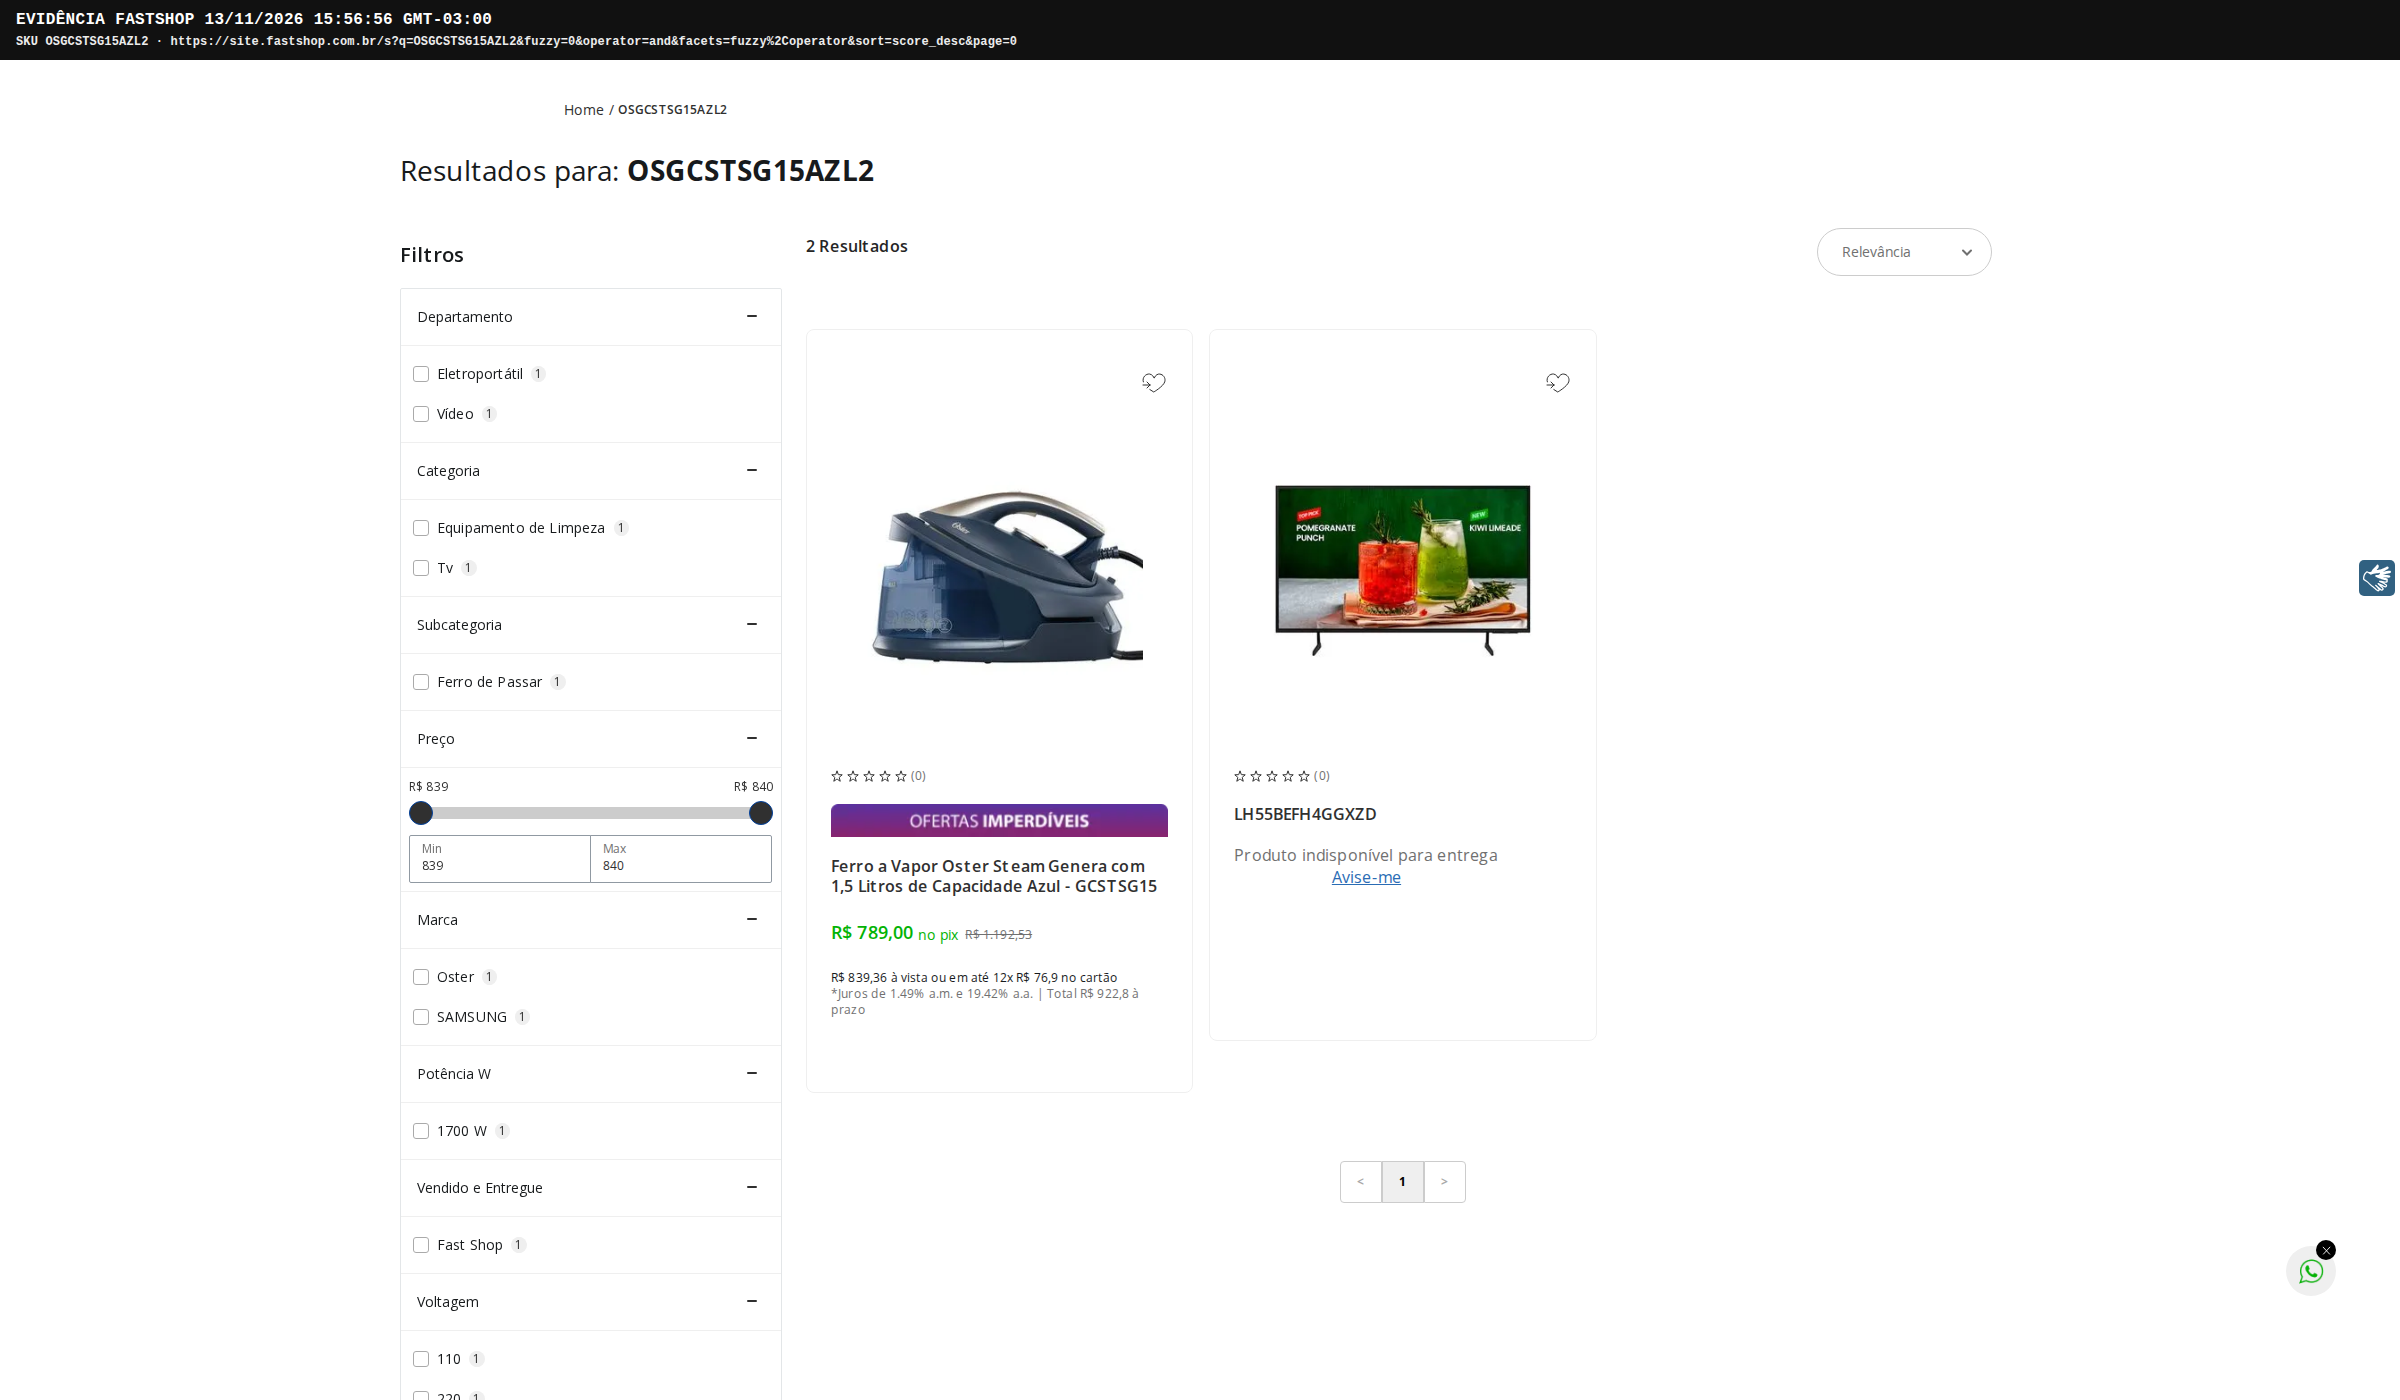 EVIDÊNCIA FASTSHOP 13/11/2026 15:56:56 GMT-03:00
SKU OSGCSTSG15AZL2 · https://site.fastshop.com.br/s?q=OSGCSTSG15AZL2&fuzzy=0&operator=and&facets=fuzzy%2Coperator&sort=score_desc&page=0
Home / OSGCSTSG15AZL2
Resultados para: OSGCSTSG15AZL2
Filtros
2 Resultados
Relevância
Departamento
Eletroportátil 1
Vídeo 1
Categoria
Equipamento de Limpeza 1
Tv 1
Subcategoria
Ferro de Passar 1
Preço
R$ 839
R$ 840
Min
839
Max
840
Marca
Oster 1
SAMSUNG 1
Potência W
1700 W 1
Vendido e Entregue
Fast Shop 1
Voltagem
110 1
220 1
Oster
(0)
OFERTAS IMPERDÍVEIS
Ferro a Vapor Oster Steam Genera com
1,5 Litros de Capacidade Azul - GCSTSG15
R$ 789,00 no pix R$ 1.192,53
R$ 839,36 à vista ou em até 12x R$ 76,9 no cartão
*Juros de 1.49% a.m. e 19.42% a.a. | Total R$ 922,8 à
prazo
TOP PICK
POMEGRANATE
PUNCH
NEW
KIWI LIMEADE
(0)
LH55BEFH4GGXZD
Produto indisponível para entrega
Avise-me
< 1 >